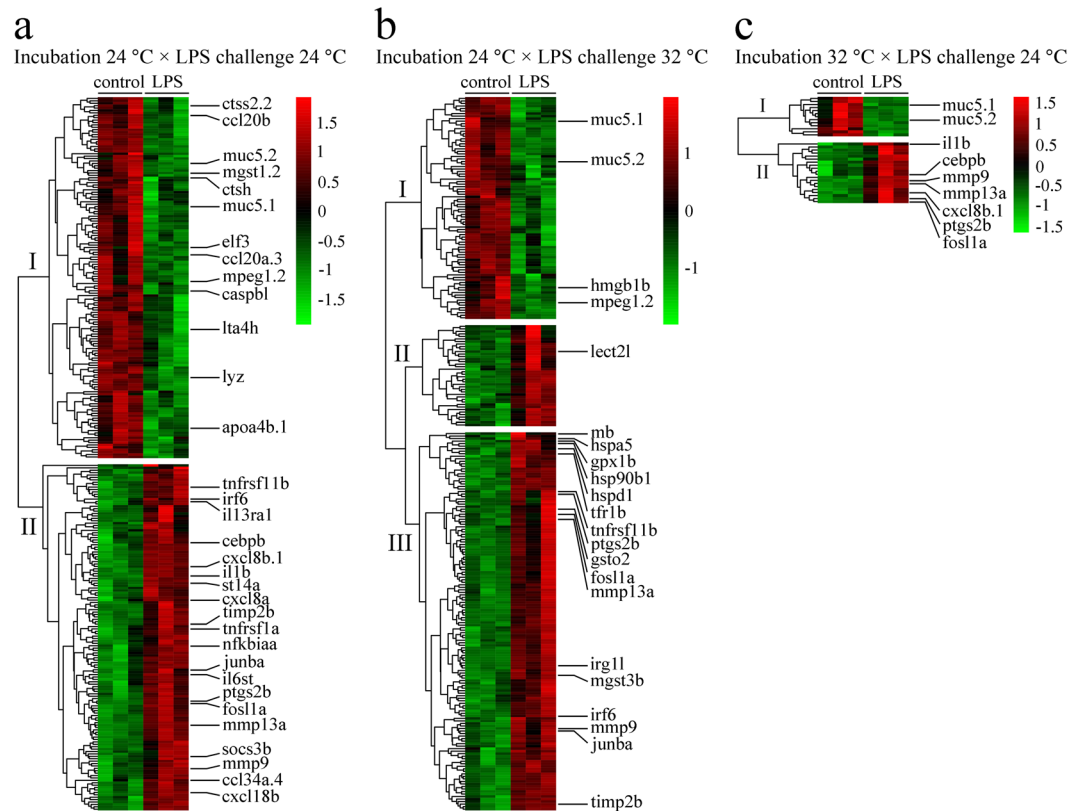 a
Incubation 24 °C × LPS challenge 24 °C
control LPS
I
II
ctss2.2
ccl20b
muc5.2
mgst1.2
ctsh
muc5.1
elf3
ccl20a.3
mpeg1.2
caspbl
lta4h
lyz
apoa4b.1
tnfrsf11b
irf6
il13ra1
cebpb
cxcl8b.1
il1b
st14a
cxcl8a
timp2b
tnfrsf1a
nfkbiaa
junba
il6st
ptgs2b
fosl1a
mmp13a
socs3b
mmp9
ccl34a.4
cxcl18b
1.5
1
0.5
0
-0.5
-1
-1.5
b
Incubation 24 °C × LPS challenge 32 °C
control LPS
I
II
III
muc5.1
muc5.2
hmgb1b
mpeg1.2
lect2l
mb
hspa5
gpx1b
hsp90b1
hspd1
tfr1b
tnfrsf11b
ptgs2b
gsto2
fosl1a
mmp13a
irg1l
mgst3b
irf6
mmp9
junba
timp2b
1
0
-1
c
Incubation 32 °C × LPS challenge 24 °C
control LPS
I
II
muc5.1
muc5.2
il1b
cebpb
mmp9
mmp13a
cxcl8b.1
ptgs2b
fosl1a
1.5
1
0.5
0
-0.5
-1
-1.5